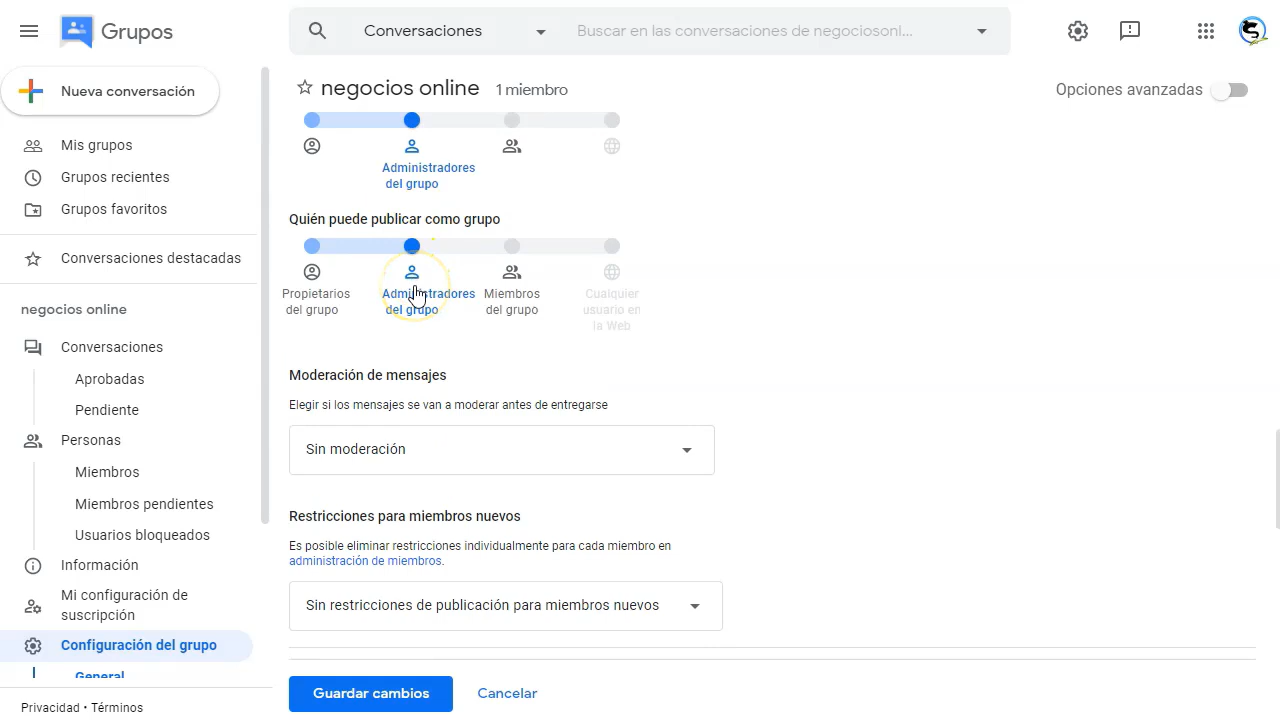 Grupos
Conversaciones
Buscar en las conversaciones de negociosonl...
Nueva conversación
Mis grupos
Grupos recientes
Grupos favoritos
Conversaciones destacadas
negocios online
Conversaciones
Aprobadas
Pendiente
Personas
Miembros
Miembros pendientes
Usuarios bloqueados
Información
Mi configuración de
suscripción
Configuración del grupo
General
Privacidad • Términos
negocios online 1 miembro
Opciones avanzadas
Administradores
del grupo
Quién puede publicar como grupo
Propietarios
del grupo
Administradores
del grupo
Miembros
del grupo
Cualquier
usuario en
la Web
Moderación de mensajes
Elegir si los mensajes se van a moderar antes de entregarse
Sin moderación
Restricciones para miembros nuevos
Es posible eliminar restricciones individualmente para cada miembro en
administración de miembros.
Sin restricciones de publicación para miembros nuevos
Guardar cambios
Cancelar